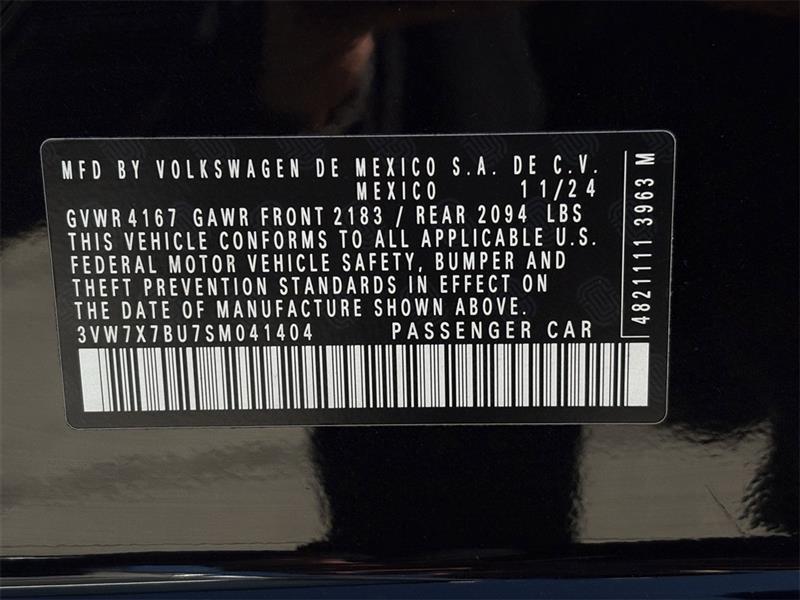 MFD BY VOLKSWAGEN DE MEXICO S.A. DE C.V.
MEXICO 11/24
GVWR 4167 GAWR FRONT 2183 / REAR 2094 LBS
THIS VEHICLE CONFORMS TO ALL APPLICABLE U.S.
FEDERAL MOTOR VEHICLE SAFETY, BUMPER AND
THEFT PREVENTION STANDARDS IN EFFECT ON
THE DATE OF MANUFACTURE SHOWN ABOVE.
3VW7X7BU7SM041404 PASSENGER CAR
4821111 3963 M